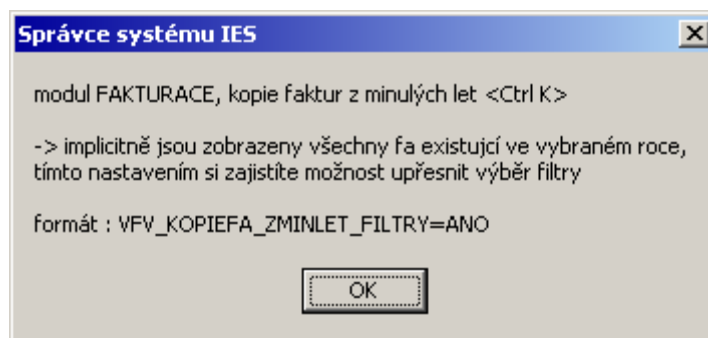 Správce systému IES
modul FAKTURACE, kopie faktur z minulých let <Ctrl K>
-> implicitně jsou zobrazeny všechny fa existujcí ve vybraném roce,
tímto nastavením si zajistíte možnost upřesnit výběr filtry
formát : VFV_KOPIEFA_ZMINLET_FILTRY=ANO
OK